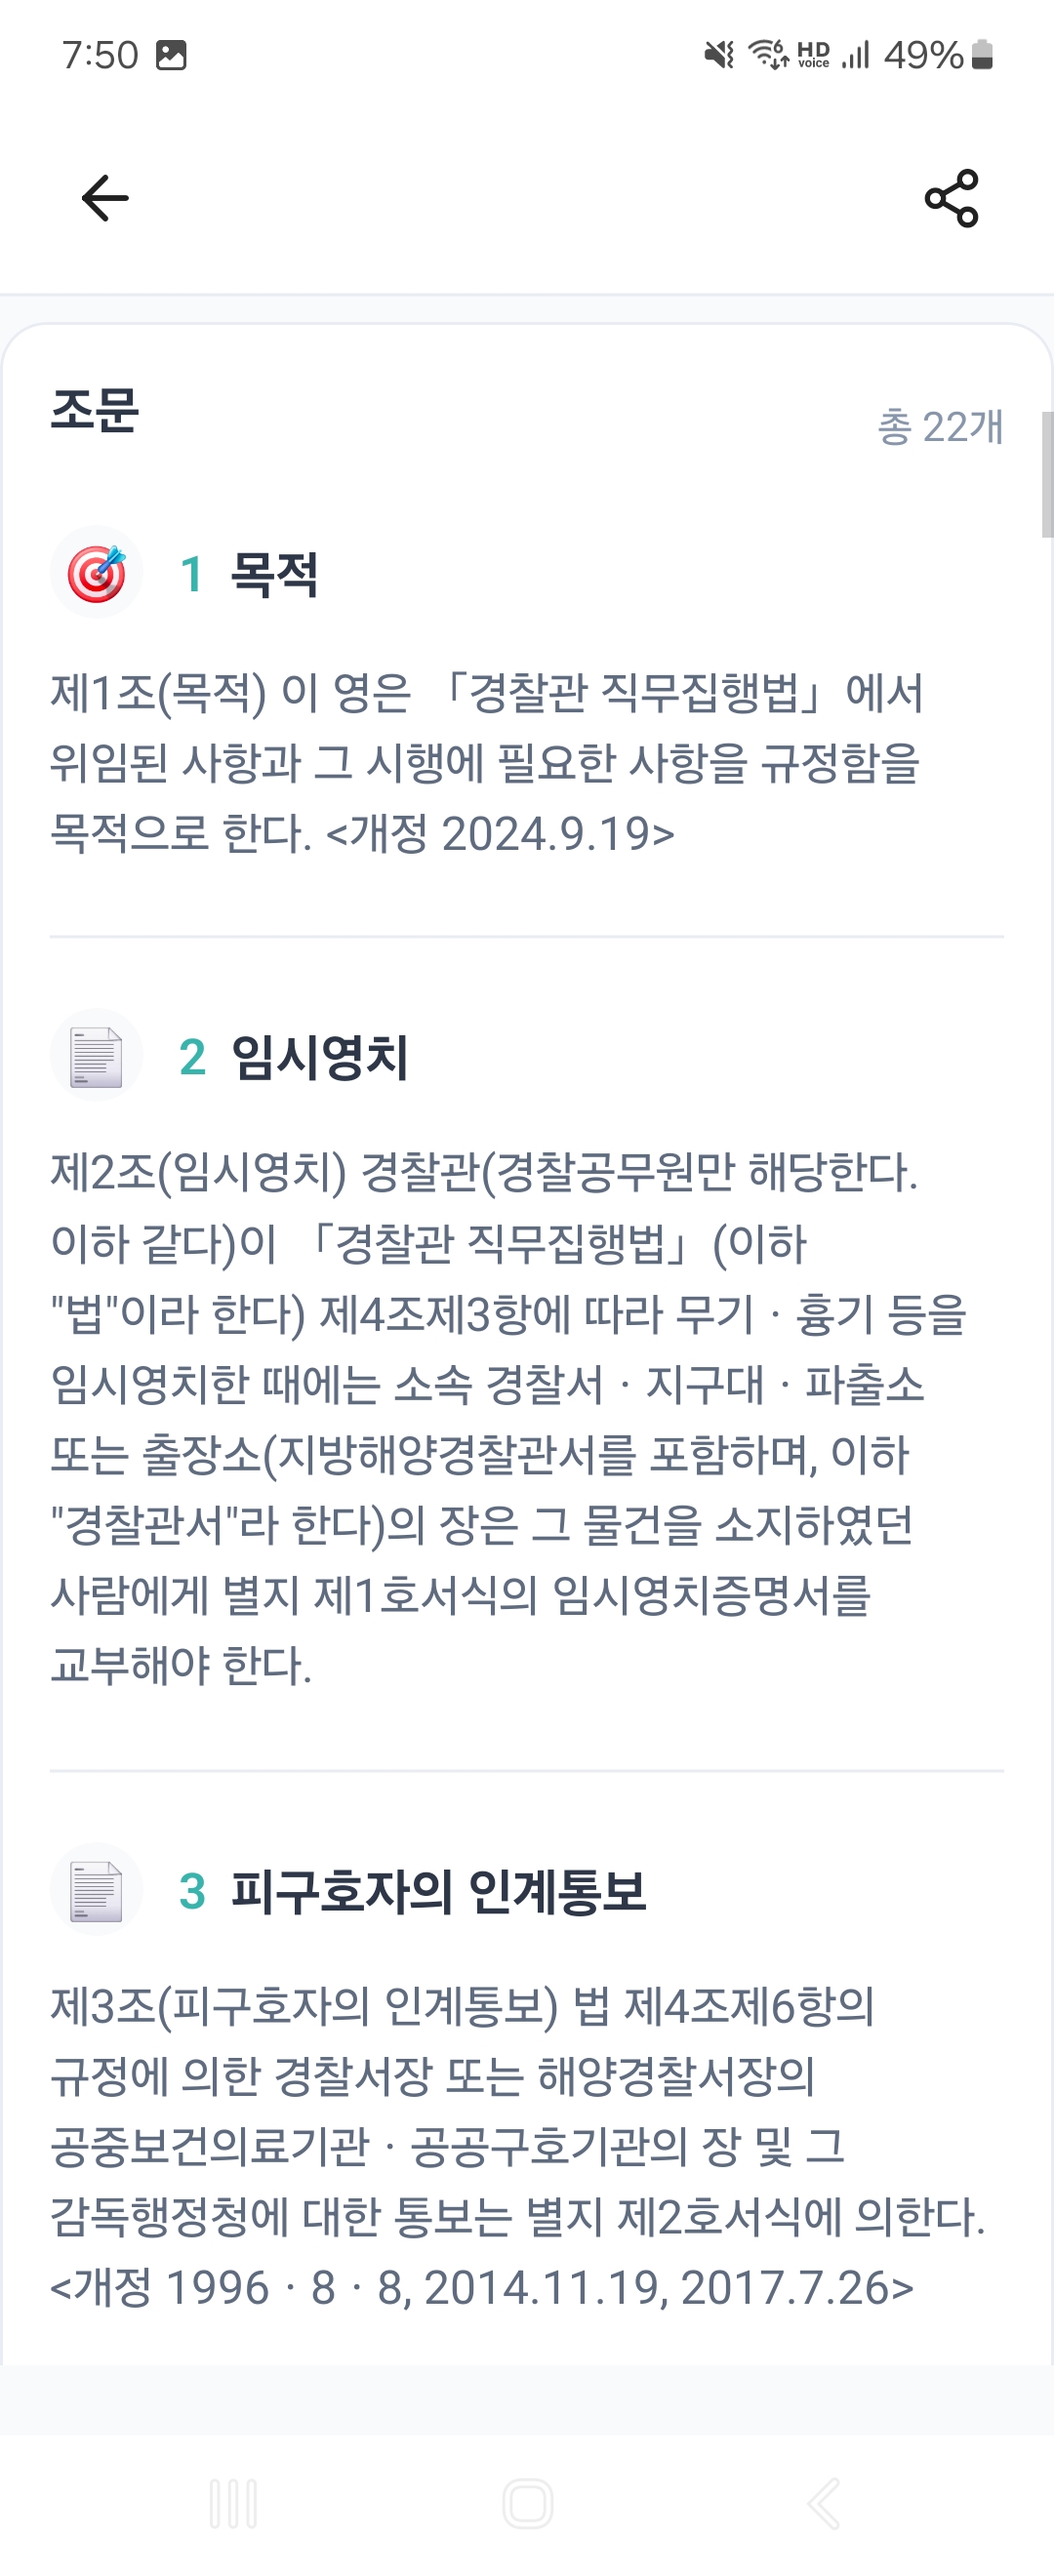 7:50
HD voice 49%
조문
총 22개
1 목적
제1조(목적) 이 영은 「경찰관 직무집행법」에서
위임된 사항과 그 시행에 필요한 사항을 규정함을
목적으로 한다. <개정 2024.9.19>
2 임시영치
제2조(임시영치) 경찰관(경찰공무원만 해당한다.
이하 같다)이 「경찰관 직무집행법」(이하
"법"이라 한다) 제4조제3항에 따라 무기ㆍ흉기 등을
임시영치한 때에는 소속 경찰서ㆍ지구대ㆍ파출소
또는 출장소(지방해양경찰관서를 포함하며, 이하
"경찰관서"라 한다)의 장은 그 물건을 소지하였던
사람에게 별지 제1호서식의 임시영치증명서를
교부해야 한다.
3 피구호자의 인계통보
제3조(피구호자의 인계통보) 법 제4조제6항의
규정에 의한 경찰서장 또는 해양경찰서장의
공중보건의료기관ㆍ공공구호기관의 장 및 그
감독행정청에 대한 통보는 별지 제2호서식에 의한다.
<개정 1996ㆍ8ㆍ8, 2014.11.19, 2017.7.26>